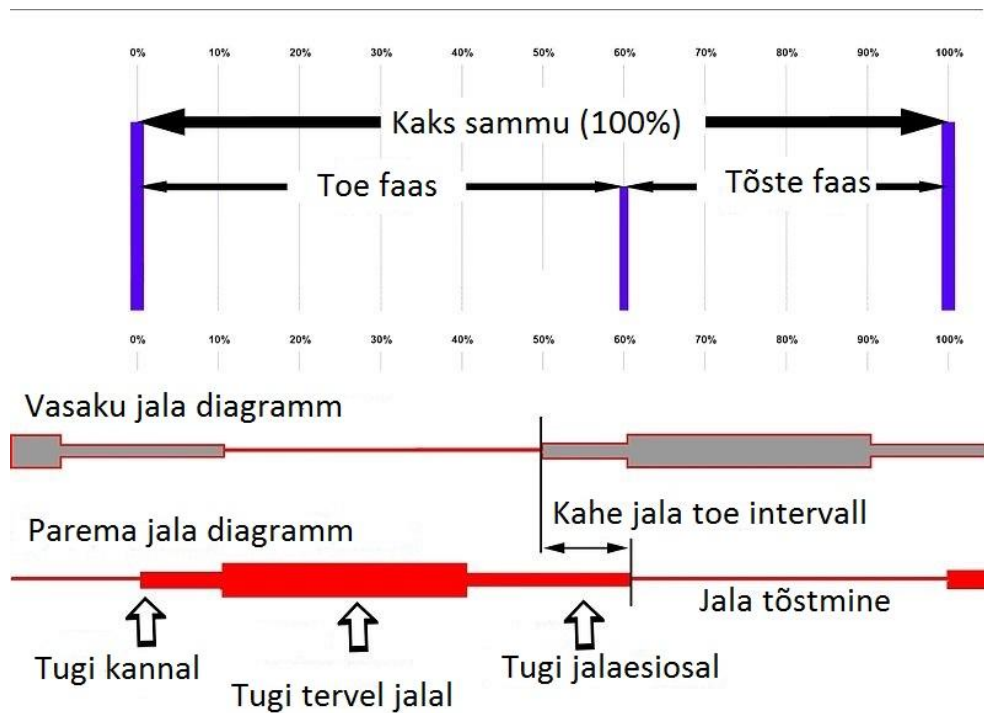 0% 10% 20% 30% 40% 50% 60% 70% 80% 90% 100%
Kaks sammu (100%)
Toe faas
Tõste faas
0% 10% 20% 30% 40% 50% 60% 70% 80% 90% 100%
Vasaku jala diagramm
Kahe jala toe intervall
Parema jala diagramm
Jala tõstmine
Tugi kannal
Tugi tervel jalal
Tugi jalaesiosal